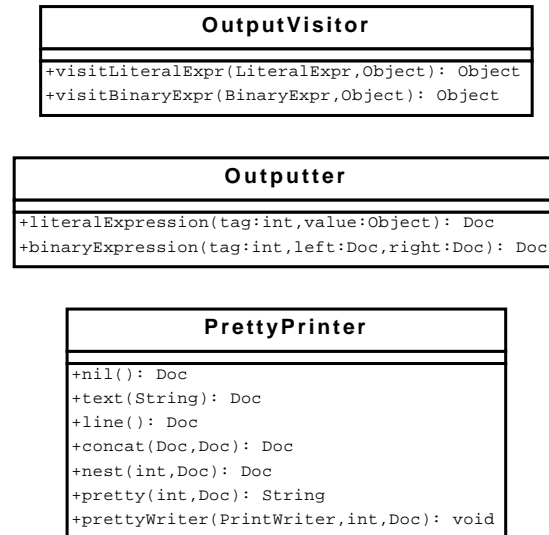 OutputVisitor
+visitLiteralExpr(LiteralExpr,Object): Object
+visitBinaryExpr(BinaryExpr,Object): Object
Outputter
+literalExpression(tag:int,value:Object): Doc
+binaryExpression(tag:int,left:Doc,right:Doc): Doc
PrettyPrinter
+nil(): Doc
+text(String): Doc
+line(): Doc
+concat(Doc,Doc): Doc
+nest(int,Doc): Doc
+pretty(int,Doc): String
+prettyWriter(PrintWriter,int,Doc): void